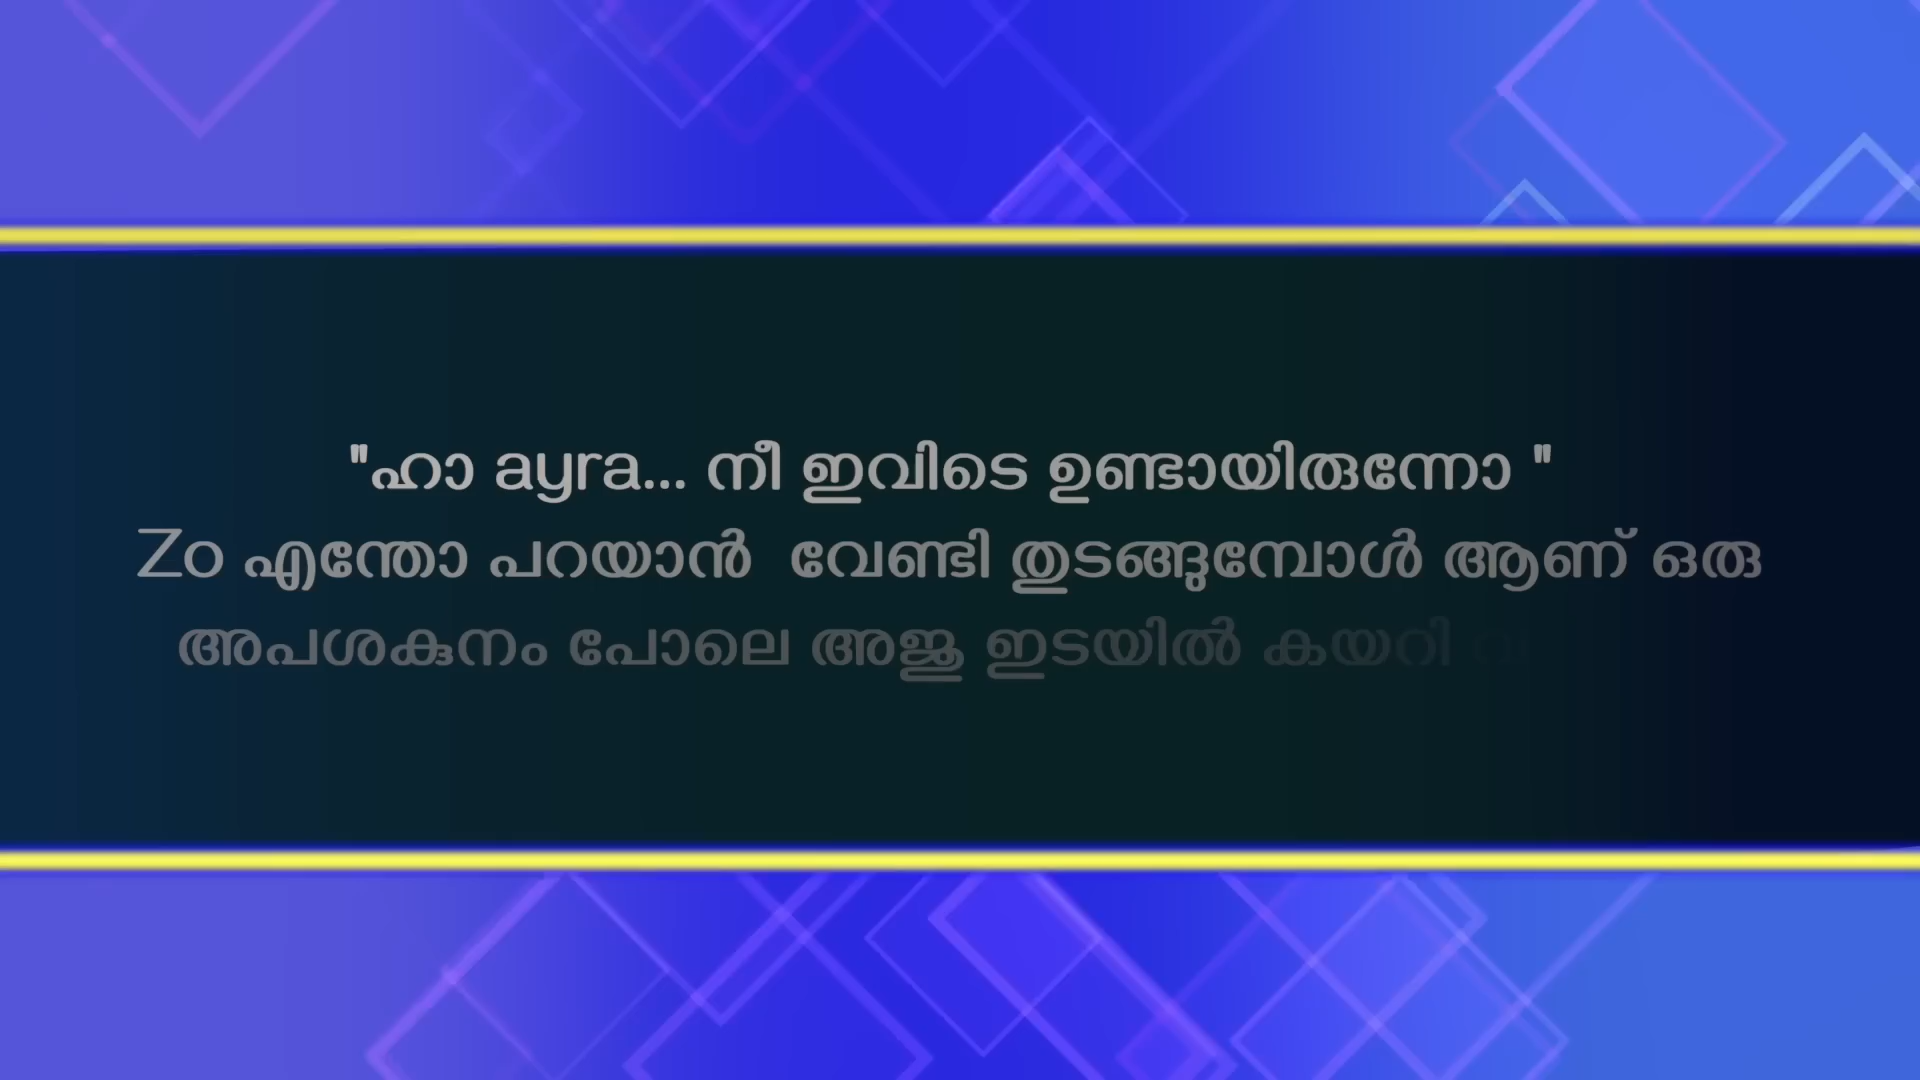 "ഹാ ayra... നീ ഇവിടെ ഉണ്ടായിരുന്നോ "
Zo എന്തോ പറയാൻ വേണ്ടി തുടങ്ങുമ്പോൾ ആണ് ഒരു
അപശകുനം പോലെ അജൂ ഇടയിൽ കയറി